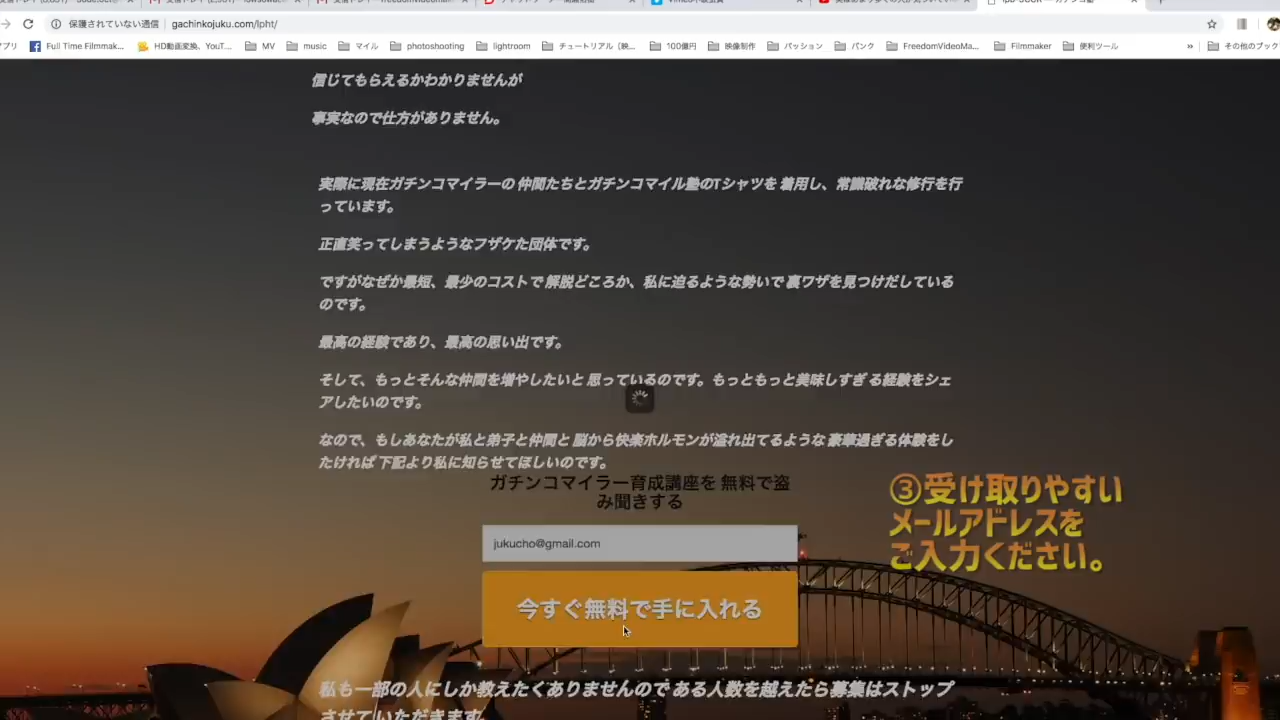 保護されていない通信 | gachinkojuku.com/lpht/
Full Time Filmmak... HD動画変換、YouT... MV music マイル photoshooting lightroom チュートリアル（映... 100億円 映像制作 パッション パンク FreedomVideoMa... Filmmaker 便利ツール » その他のブック
信じてもらえるかわかりませんが
事実なので仕方がありません。
実際に現在ガチンコマイラーの 仲間たちとガチンコマイル塾のTシャツを 着用し、常識破れな修行を行
っています。
正直笑ってしまうようなフザケた団体です。
ですがなぜか最短、最少のコストで 解脱どころか、私に迫るような勢いで 裏ワザを見つけだしている
のです。
最高の経験であり、最高の思い出です。
そして、もっとそんな仲間を増やしたいと 思っているのです。もっともっと美味しすぎる経験をシェ
アしたいのです。
なので、もしあなたが私と弟子と仲間と 脳から快楽ホルモンが溢れ出てるような 豪華過ぎる体験をし
たければ 下記より私に知らせてほしいのです。
ガチンコマイラー育成講座を 無料で盗
み聞きする
jukucho@gmail.com
今すぐ無料で手に入れる
③受け取りやすい
メールアドレスを
ご入力ください。
私も一部の人にしか教えたくありませんので ある人数を越えたら募集はストップ
させていただきます。